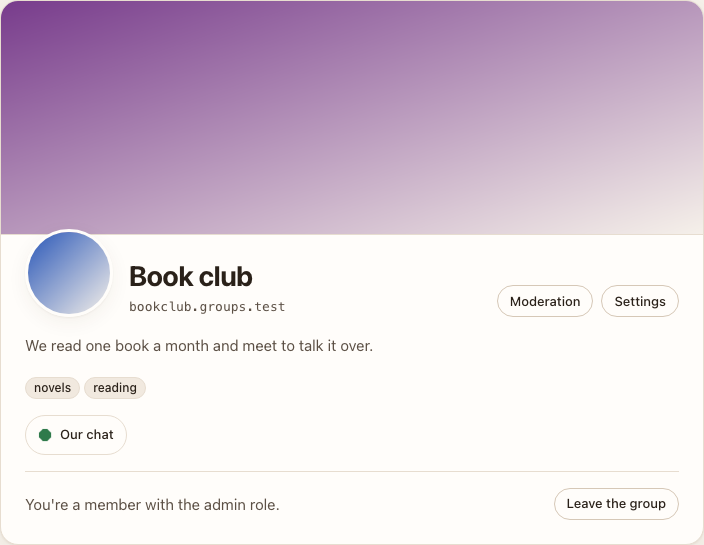 Book club
bookclub.groups.test
Moderation
Settings
We read one book a month and meet to talk it over.
novels
reading
Our chat
You're a member with the admin role.
Leave the group